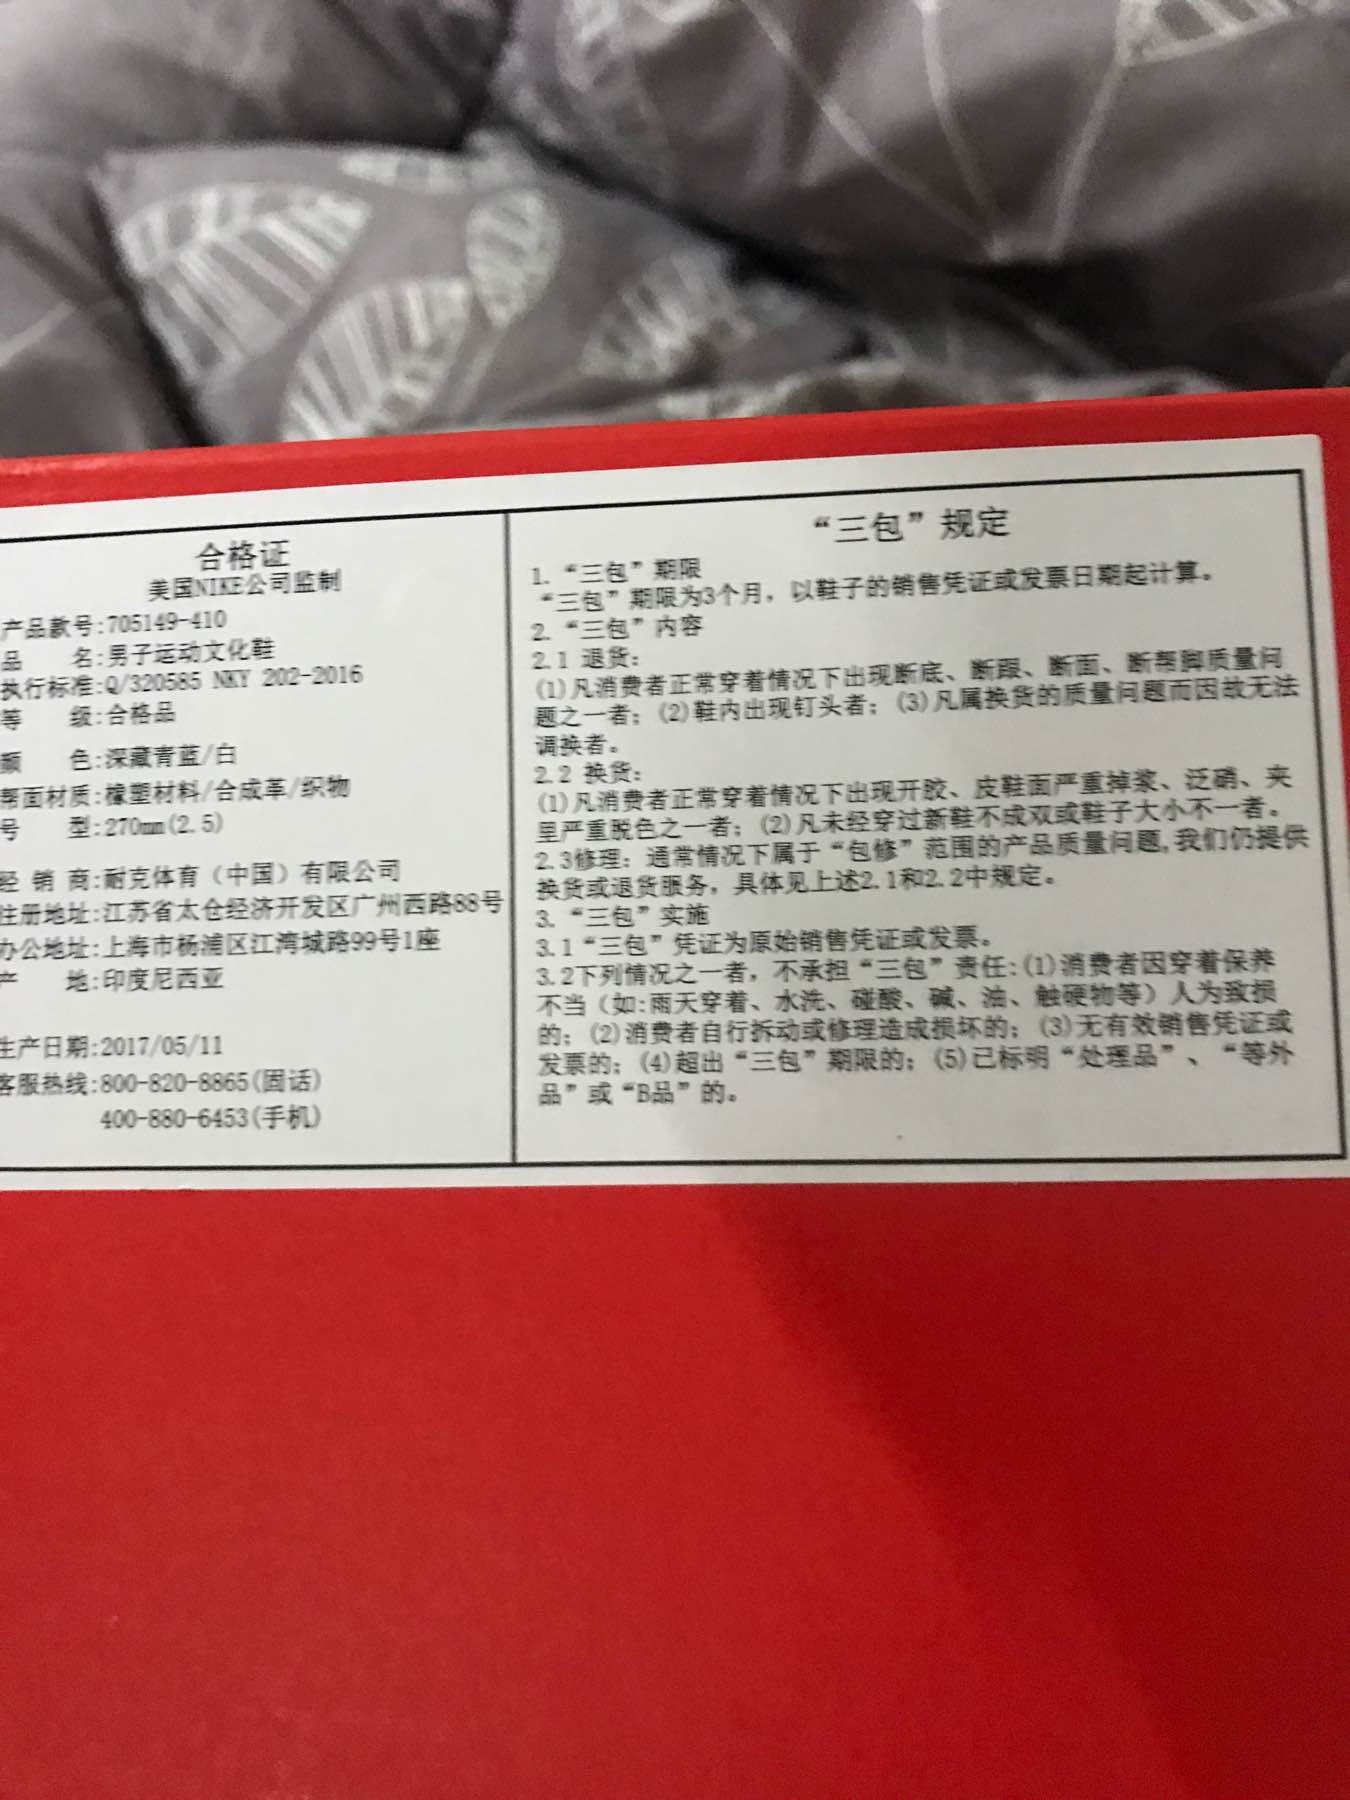 合格证
美国NIKE公司监制
产品款号:705149-410
品 名:男子运动文化鞋
执行标准:Q/320585 NKY 202-2016
等 级:合格品
颜 色:深藏青蓝/白
帮面材质:橡塑材料/合成革/织物
号 型:270mm(2.5)
经 销 商:耐克体育（中国）有限公司
注册地址:江苏省太仓经济开发区广州西路88号
办公地址:上海市杨浦区江湾城路99号1座
产 地:印度尼西亚
生产日期:2017/05/11
客服热线:800-820-8865(固话)
400-880-6453(手机)
“三包”规定
1. “三包”期限
“三包”期限为3个月，以鞋子的销售凭证或发票日期起计算。
2. “三包”内容
2.1 退货:
(1)凡消费者正常穿着情况下出现断底、断跟、断面、断帮脚质量问
题之一者；(2)鞋内出现钉头者；(3)凡属换货的质量问题而因故无法
调换者。
2.2 换货:
(1)凡消费者正常穿着情况下出现开胶、皮鞋面严重掉浆、泛硝、夹
里严重脱色之一者；(2)凡未经穿过新鞋不成双或鞋子大小不一者。
2.3修理：通常情况下属于“包修”范围的产品质量问题,我们仍提供
换货或退货服务，具体见上述2.1和2.2中规定。
3. “三包”实施
3.1“三包”凭证为原始销售凭证或发票。
3.2下列情况之一者，不承担“三包”责任:(1)消费者因穿着保养
不当（如:雨天穿着、水洗、碰酸、碱、油、触硬物等）人为致损
的；(2)消费者自行拆动或修理造成损坏的；(3)无有效销售凭证或
发票的；(4)超出“三包”期限的；(5)已标明“处理品”、“等外
品”或“B品”的。